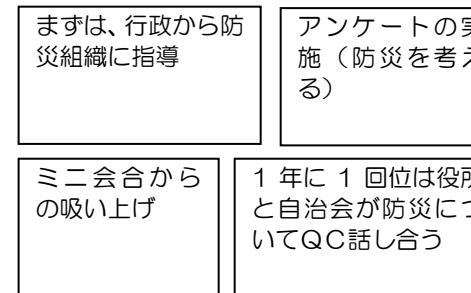 まずは、行政から防
災組織に指導
アンケートの実
施（防災を考え
る）
ミニ会合から
の吸い上げ
1 年に 1 回位は役所
と自治会が防災につ
いてQC話し合う